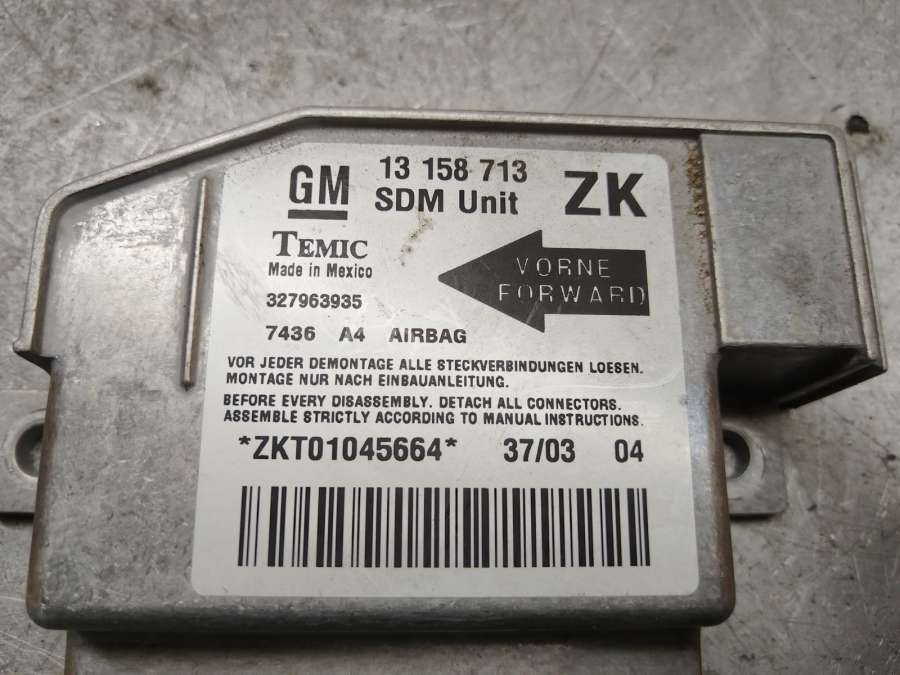 GM 13 158 713 ZK
SDM Unit
TEMIC
Made in Mexico
VORNE
FORWARD
327963935
7436 A4 AIRBAG
VOR JEDER DEMONTAGE ALLE STECKVERBINDUNGEN LOESEN.
MONTAGE NUR NACH EINBAUANLEITUNG.
BEFORE EVERY DISASSEMBLY. DETACH ALL CONNECTORS.
ASSEMBLE STRICTLY ACCORDING TO MANUAL INSTRUCTIONS.
*ZKT01045664* 37/03 04